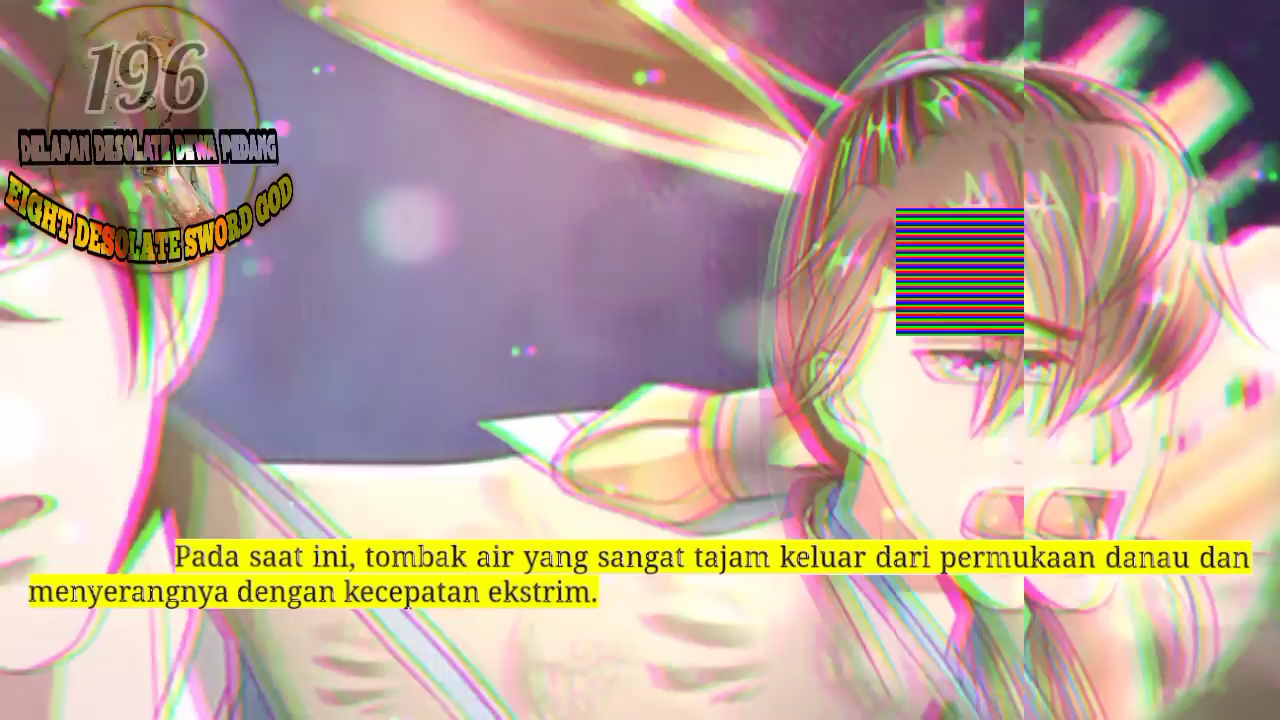 196
DELAPAN DESOLATE DEWA PEDANG
EIGHT DESOLATE SWORD GOD
Pada saat ini, tombak air yang sangat tajam keluar dari permukaan danau dan
menyerangnya dengan kecepatan ekstrim.